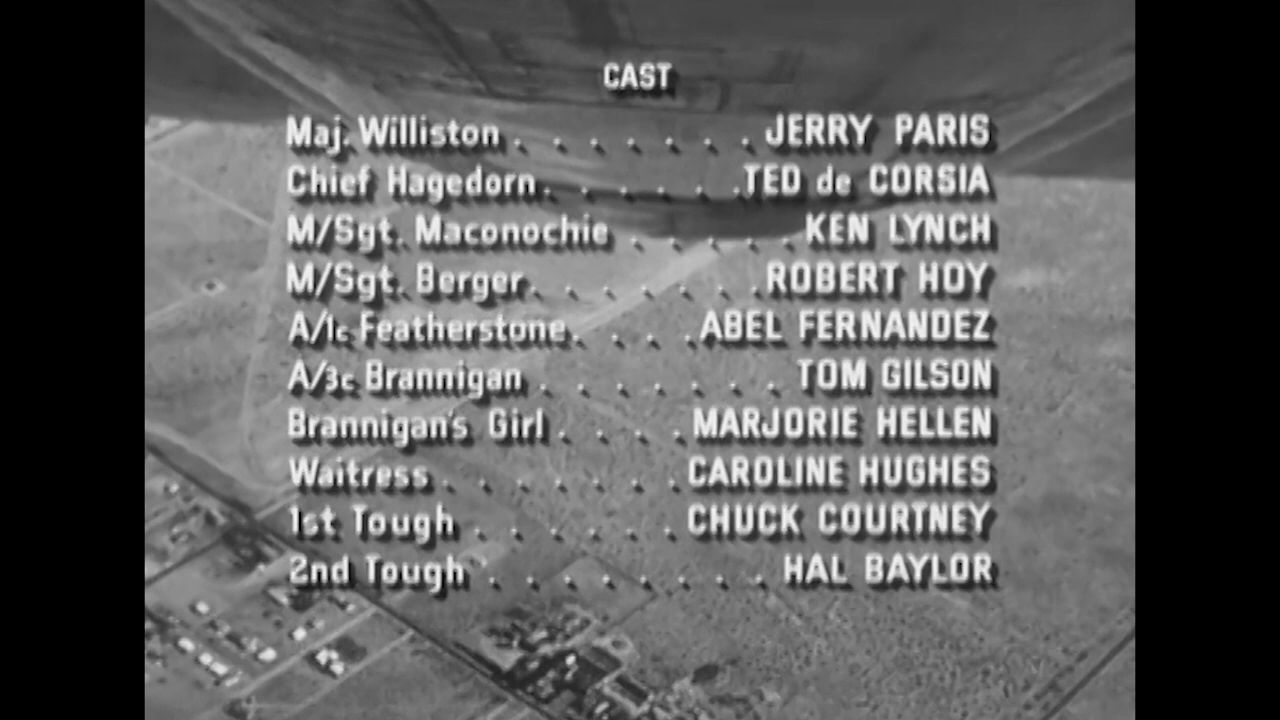 CAST
Maj. Williston . . . . . . . JERRY PARIS
Chief Hagedorn. . . . . .TED de CORSIA
M/Sgt. Maconochie . . . . . KEN LYNCH
M/Sgt. Berger. . . . . . . .ROBERT HOY
A/1c Featherstone. . . . .ABEL FERNANDEZ
A/3c Brannigan . . . . . . . TOM GILSON
Brannigan's Girl . . . . .MARJORIE HELLEN
Waitress . . . . . . . .CAROLINE HUGHES
1st Tough . . . . . . CHUCK COURTNEY
2nd Tough . . . . . . . . HAL BAYLOR